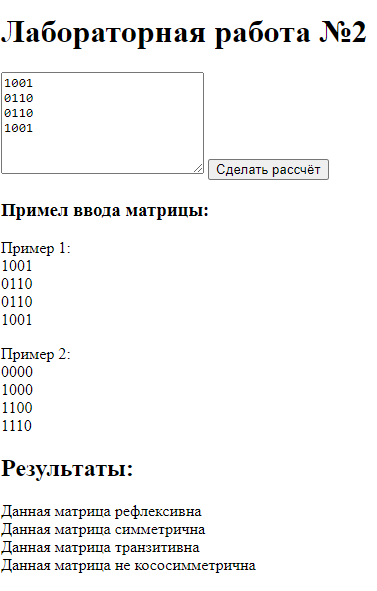 Лабораторная работа №2
1001
0110
0110
1001
Сделать рассчёт
Примел ввода матрицы:
Пример 1:
1001
0110
0110
1001
Пример 2:
0000
1000
1100
1110
Результаты:
Данная матрица рефлексивна
Данная матрица симметрична
Данная матрица транзитивна
Данная матрица не кососимметрична